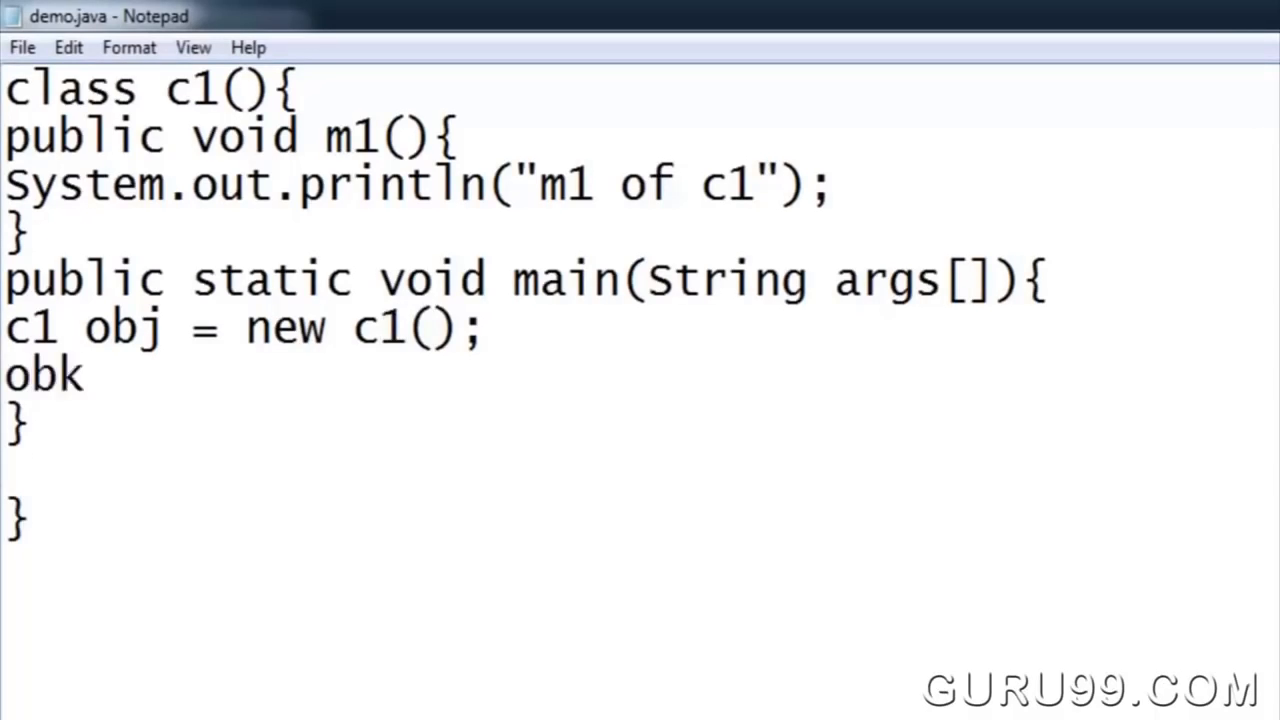 demo.java - Notepad
File Edit Format View Help
class c1(){
public void m1(){
System.out.println("m1 of c1");
}
public static void main(String args[]){
c1 obj = new c1();
obk
}
}
GURU99.COM